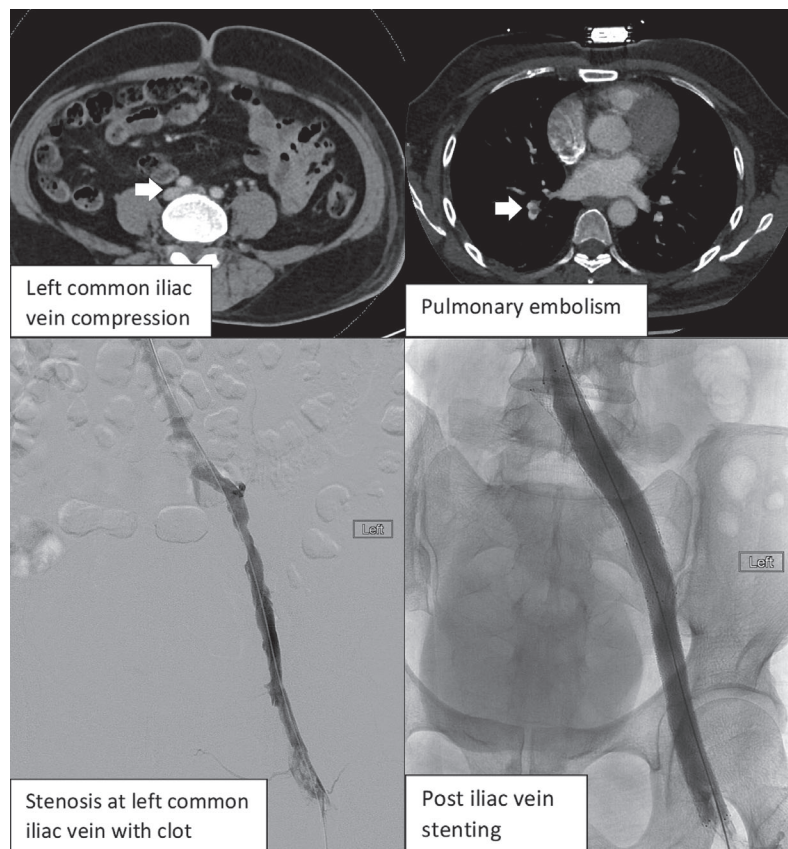 Left common iliac
vein compression
Pulmonary embolism
Left
Left
Stenosis at left common
iliac vein with clot
Post iliac vein
stenting